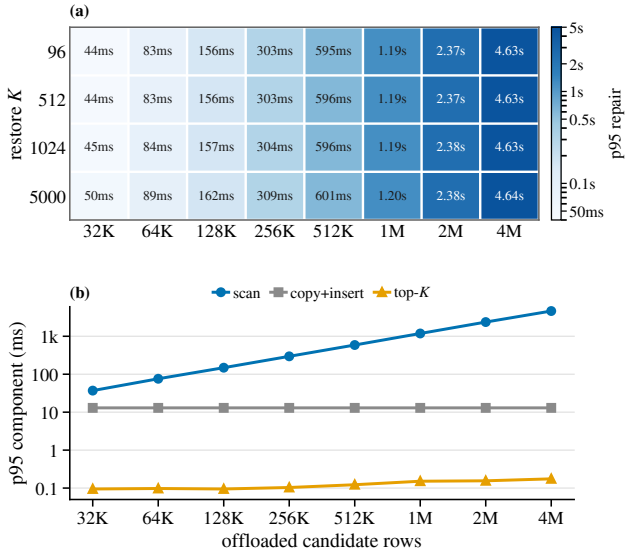 (a)
restore K
96 44ms 83ms 156ms 303ms 595ms 1.19s 2.37s 4.63s
512 44ms 83ms 156ms 303ms 596ms 1.19s 2.37s 4.63s
1024 45ms 84ms 157ms 304ms 596ms 1.19s 2.38s 4.63s
5000 50ms 89ms 162ms 309ms 601ms 1.20s 2.38s 4.64s
32K 64K 128K 256K 512K 1M 2M 4M
5s
2s
1s
0.5s
0.1s
50ms
p95 repair
(b)
scan copy+insert top-K
p95 component (ms)
1k
100
10
1
0.1
32K 64K 128K 256K 512K 1M 2M 4M
offloaded candidate rows